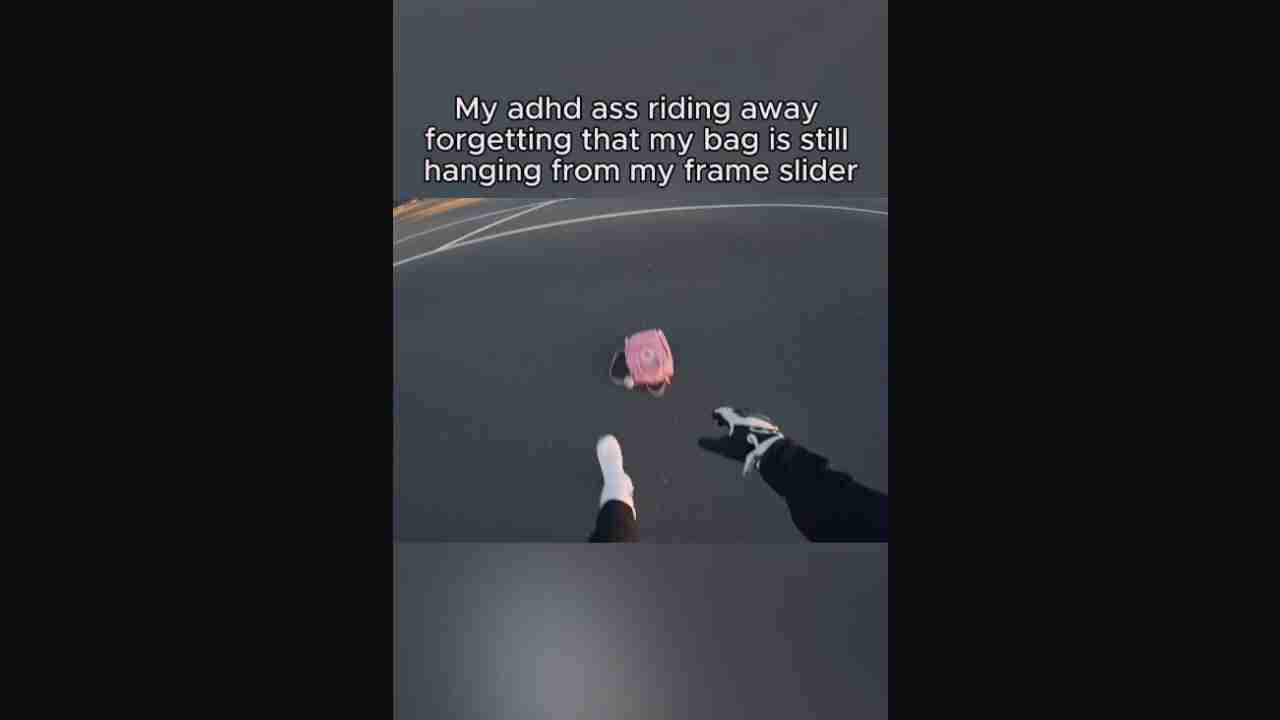 My adhd ass riding away
forgetting that my bag is still
hanging from my frame slider